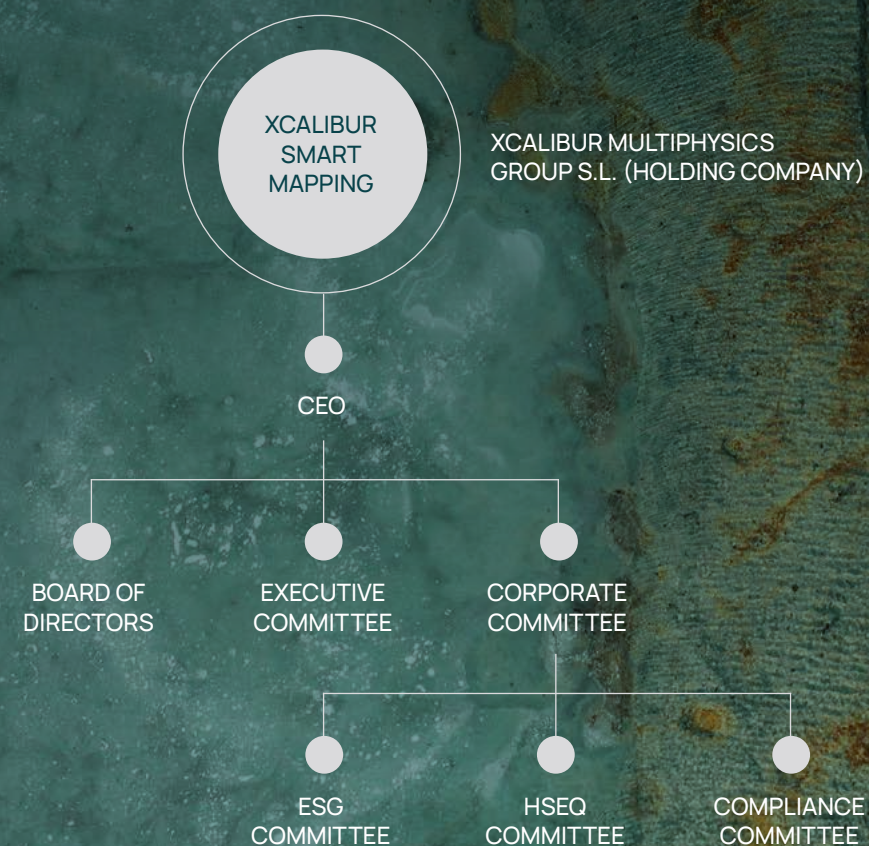 XCALIBUR
SMART
MAPPING
XCALIBUR MULTIPHYSICS
GROUP S.L. (HOLDING COMPANY)
CEO
BOARD OF
DIRECTORS
EXECUTIVE
COMMITTEE
CORPORATE
COMMITTEE
ESG
COMMITTEE
HSEQ
COMMITTEE
COMPLIANCE
COMMITTEE